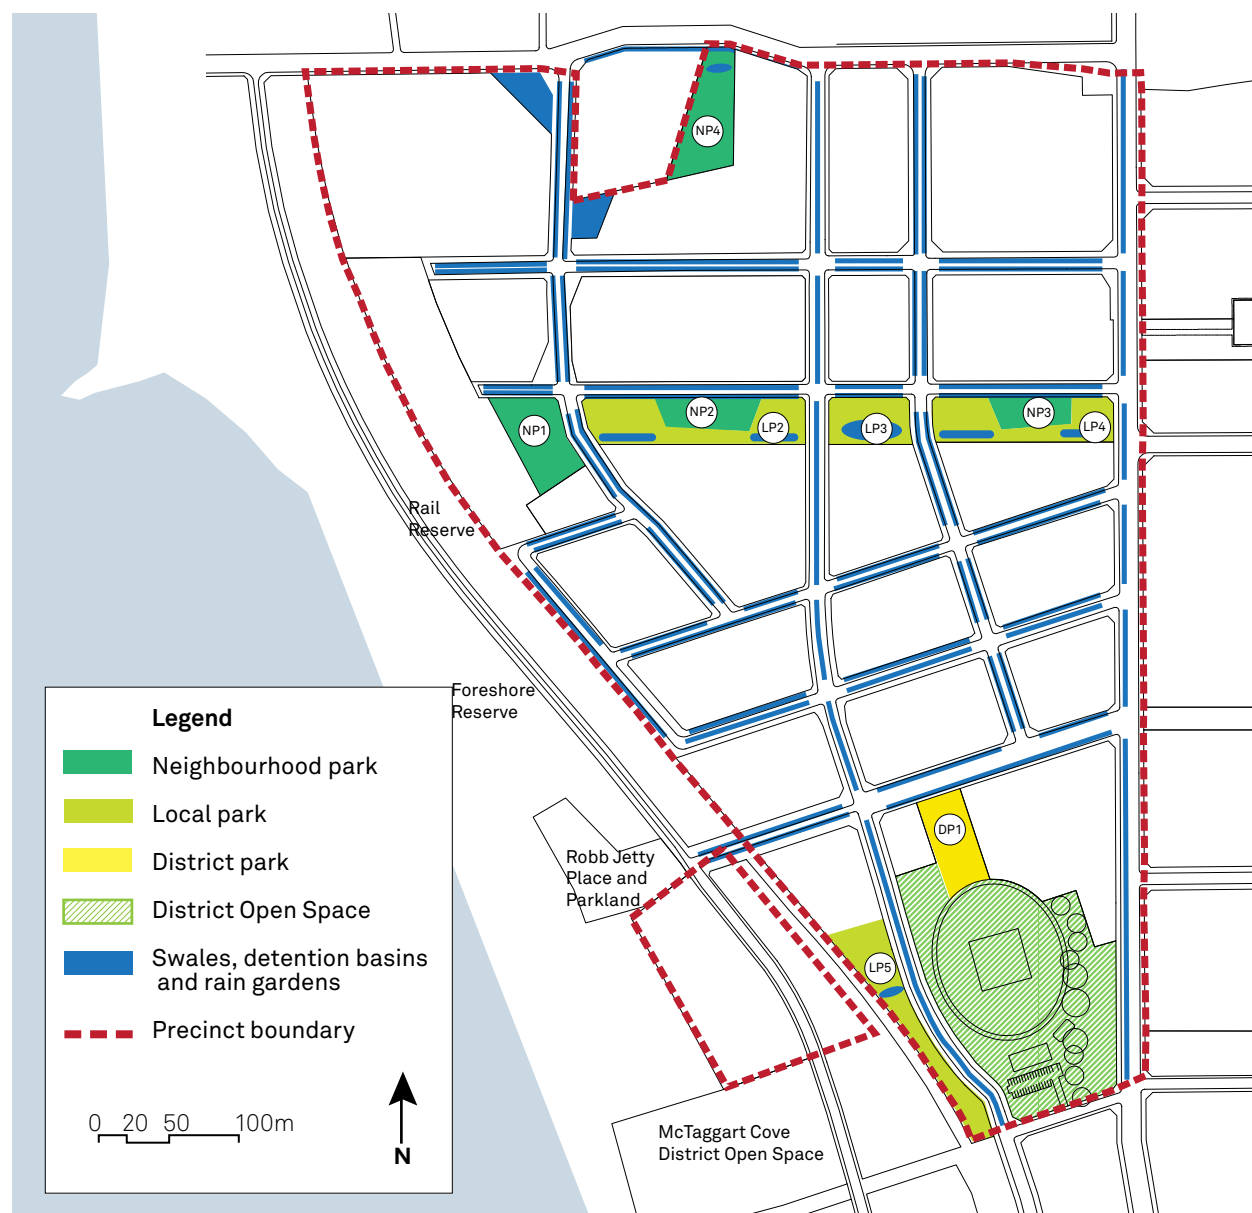 NP4
NP2
NP3
NP1
LP2
LP3
LP4
Rail
Reserve
Foreshore
Reserve
Legend
Neighbourhood park
Local park
District park
District Open Space
Swales, detention basins
and rain gardens
Precinct boundary
0 20 50 100m
N
DP1
Robb Jetty
Place and
Parkland
LP5
McTaggart Cove
District Open Space